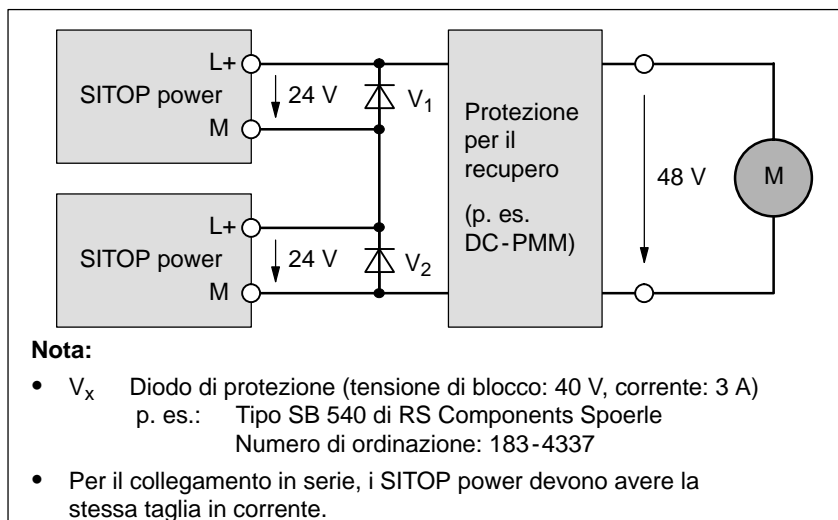 L+
SITOP power
24 V
V1
M
Protezione
per il
recupero
(p. es.
DC-PMM)
48 V
M
L+
SITOP power
24 V
V2
M
Nota:
• Vx Diodo di protezione (tensione di blocco: 40 V, corrente: 3 A)
p. es.: Tipo SB 540 di RS Components Spoerle
Numero di ordinazione: 183-4337
• Per il collegamento in serie, i SITOP power devono avere la
stessa taglia in corrente.